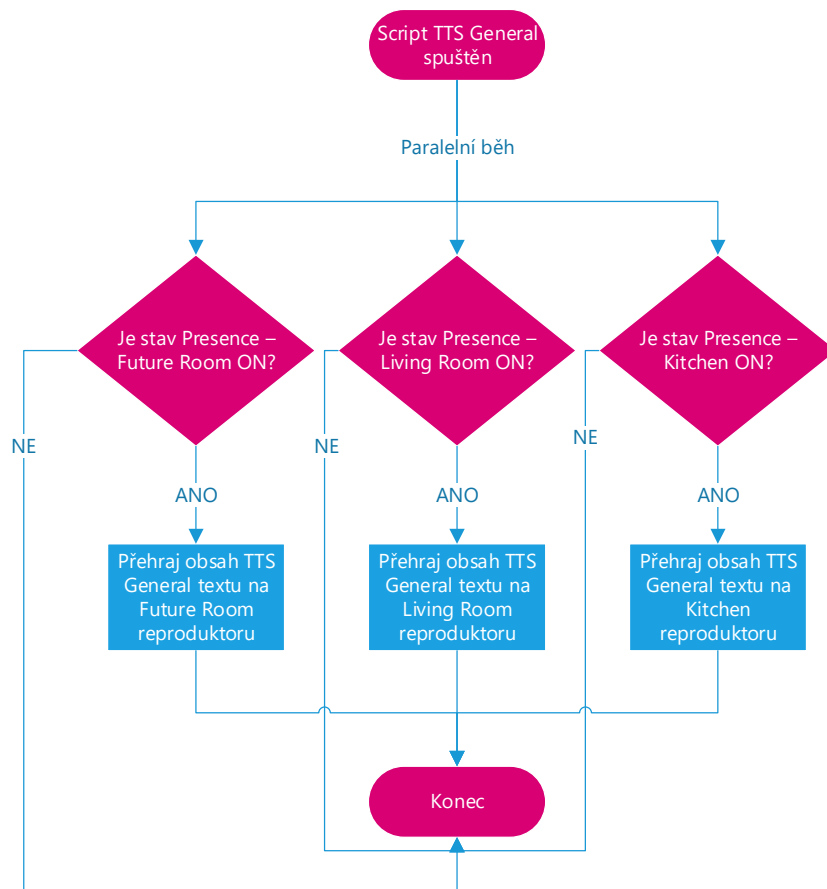 Script TTS General
spuštěn
Paralelní běh
Je stav Presence –
Future Room ON?
Je stav Presence –
Living Room ON?
Je stav Presence –
Kitchen ON?
NE
NE
NE
ANO
ANO
ANO
Přehraj obsah TTS
General textu na
Future Room
reproduktoru
Přehraj obsah TTS
General textu na
Living Room
reproduktoru
Přehraj obsah TTS
General textu na
Kitchen
reproduktoru
Konec